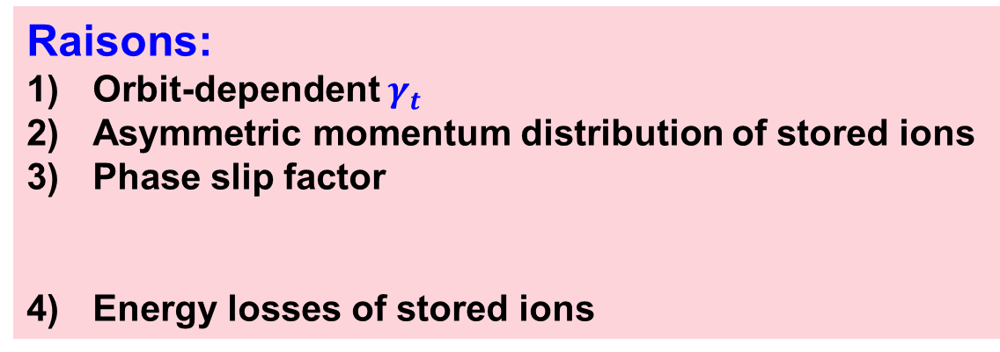 Raisons:
1) Orbit-dependent γₜ
2) Asymmetric momentum distribution of stored ions
3) Phase slip factor
4) Energy losses of stored ions